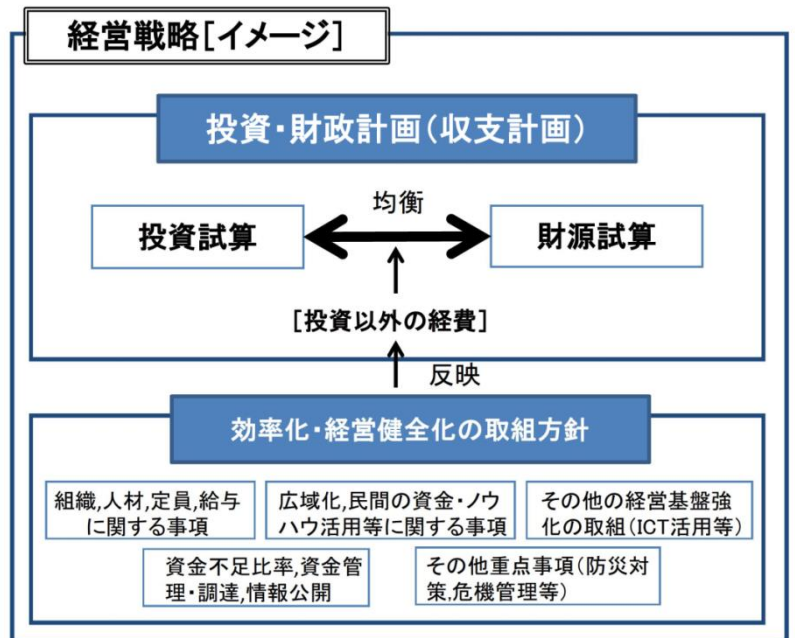 経営戦略[イメージ]
投資・財政計画(収支計画)
均衡
投資試算
財源試算
[投資以外の経費]
反映
効率化・経営健全化の取組方針
組織,人材,定員,給与
に関する事項
広域化,民間の資金・ノウ
ハウ活用等に関する事項
その他の経営基盤強
化の取組(ICT活用等)
資金不足比率,資金管
理・調達,情報公開
その他重点事項(防災対
策,危機管理等)